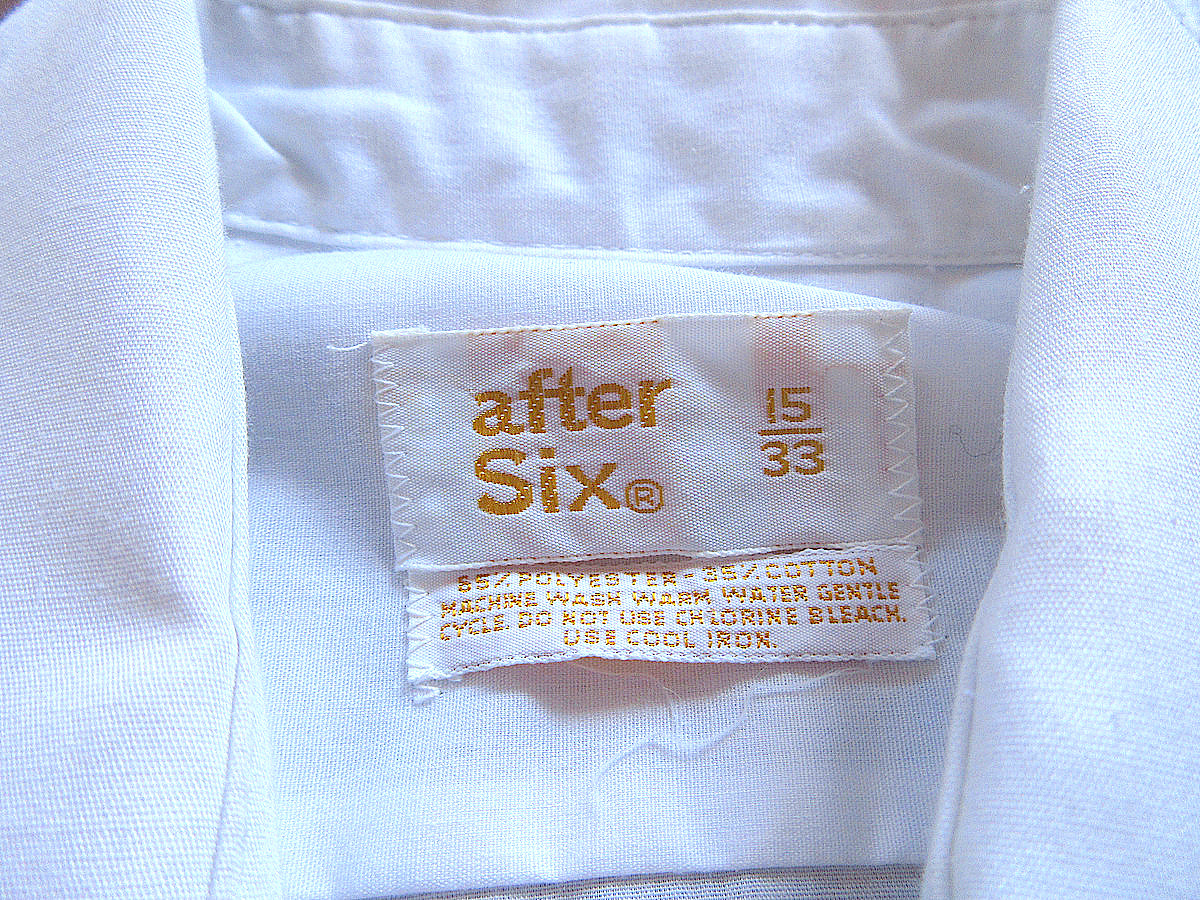 after
Six®
15
33
65% POLYESTER - 35% COTTON
MACHINE WASH WARM WATER GENTLE
CYCLE. DO NOT USE CHLORINE BLEACH.
USE COOL IRON.